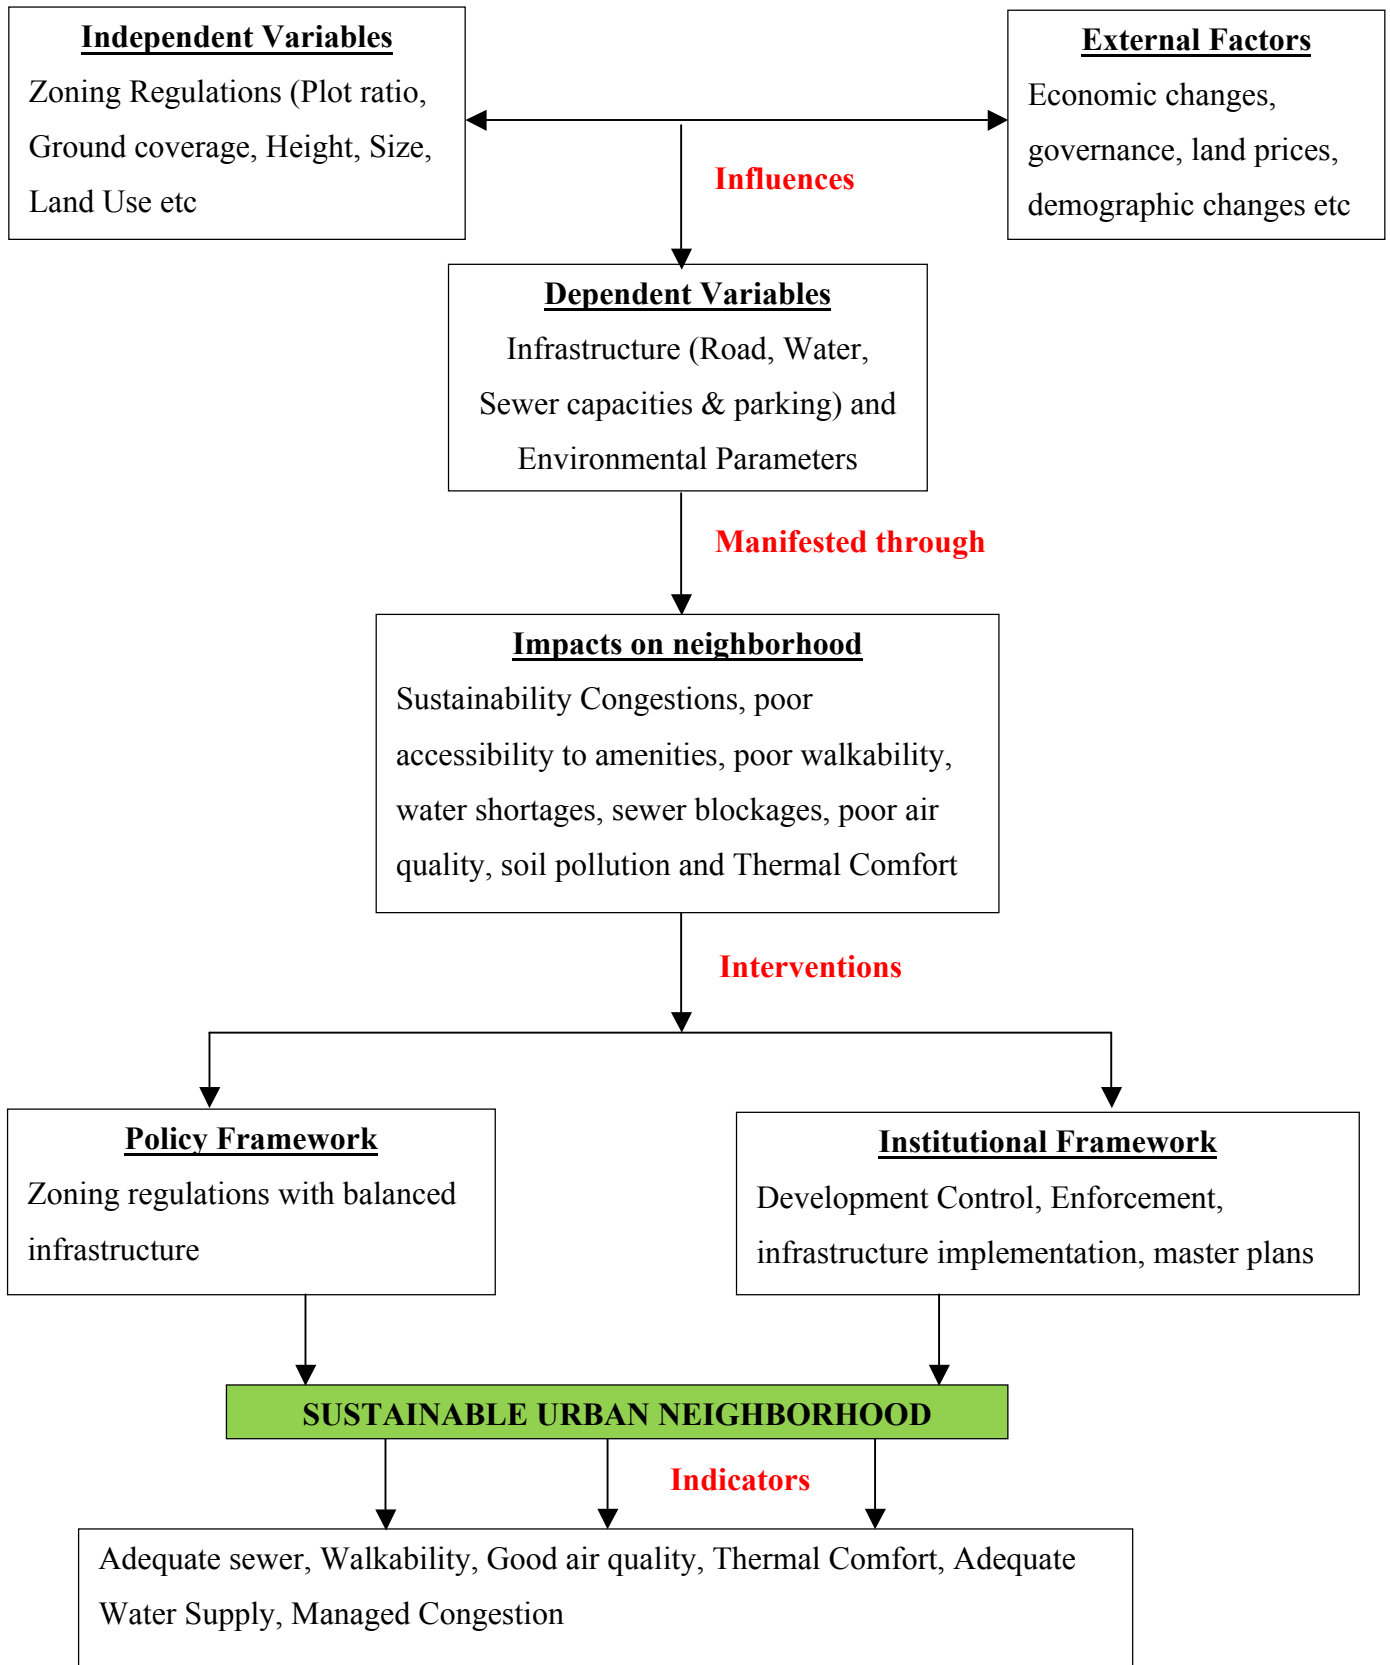 Independent Variables
Zoning Regulations (Plot ratio,
Ground coverage, Height, Size,
Land Use etc
External Factors
Economic changes,
governance, land prices,
demographic changes etc
Influences
Dependent Variables
Infrastructure (Road, Water,
Sewer capacities & parking) and
Environmental Parameters
Manifested through
Impacts on neighborhood
Sustainability Congestions, poor
accessibility to amenities, poor walkability,
water shortages, sewer blockages, poor air
quality, soil pollution and Thermal Comfort
Interventions
Policy Framework
Zoning regulations with balanced
infrastructure
Institutional Framework
Development Control, Enforcement,
infrastructure implementation, master plans
SUSTAINABLE URBAN NEIGHBORHOOD
Indicators
Adequate sewer, Walkability, Good air quality, Thermal Comfort, Adequate
Water Supply, Managed Congestion